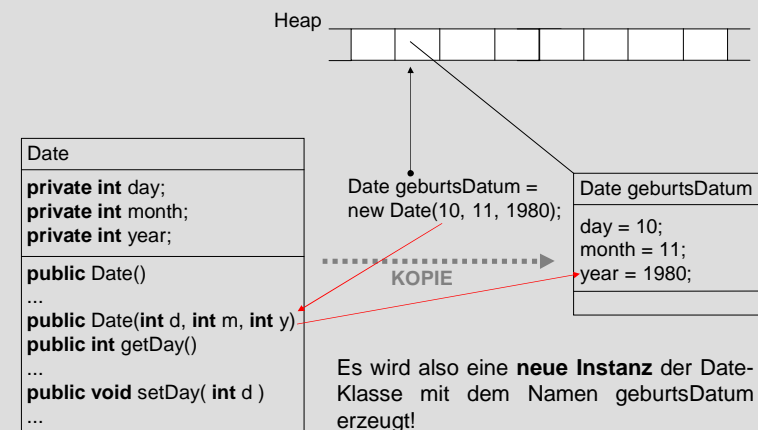 Heap
Date
private int day;
private int month;
private int year;
public Date()
...
public Date(int d, int m, int y)
public int getDay()
...
public void setDay( int d )
...
Date geburtsDatum =
new Date(10, 11, 1980);
KOPIE
Date geburtsDatum
day = 10;
month = 11;
year = 1980;
Es wird also eine neue Instanz der Date-
Klasse mit dem Namen geburtsDatum
erzeugt!